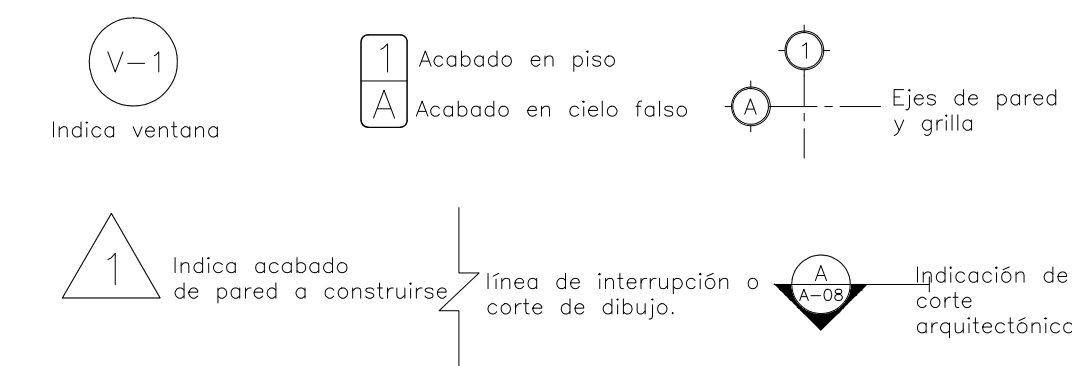 V-1
Indica ventana
1
Acabado en piso
A
Acabado en cielo falso
1
A
Ejes de pared
y grilla
1
Indica acabado
de pared a construirse
línea de interrupción o
corte de dibujo.
A
A-08
Indicación de
corte
arquitectónico